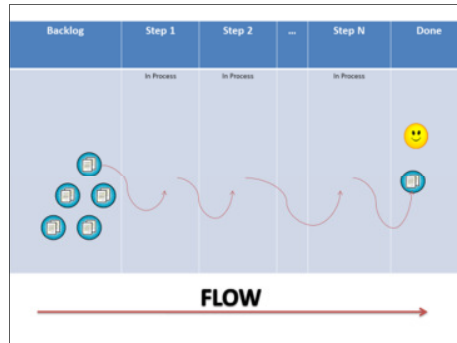 Backlog Step 1 Step 2 ... Step N Done
In Process In Process In Process
FLOW